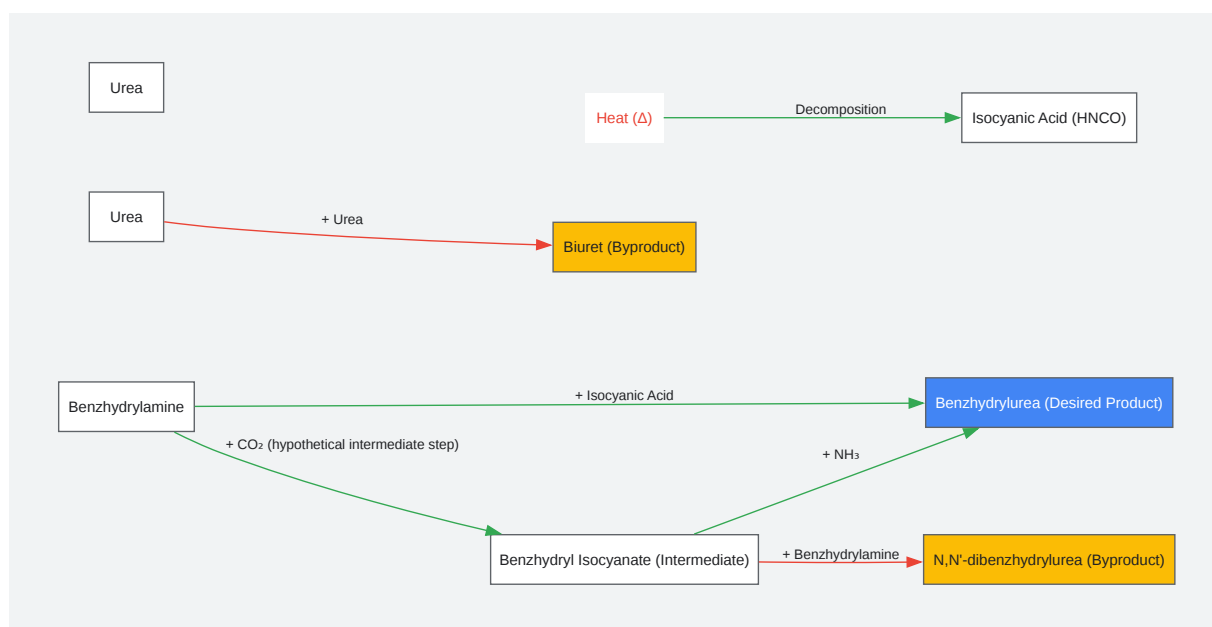 Urea
Heat (Δ)
Decomposition
Isocyanic Acid (HNCO)
Urea
+ Urea
Biuret (Byproduct)
Benzhydrylamine
+ Isocyanic Acid
Benzhydrylurea (Desired Product)
+ CO₂ (hypothetical intermediate step)
+ NH₃
Benzhydryl Isocyanate (Intermediate)
+ Benzhydrylamine
N,N'-dibenzhydrylurea (Byproduct)